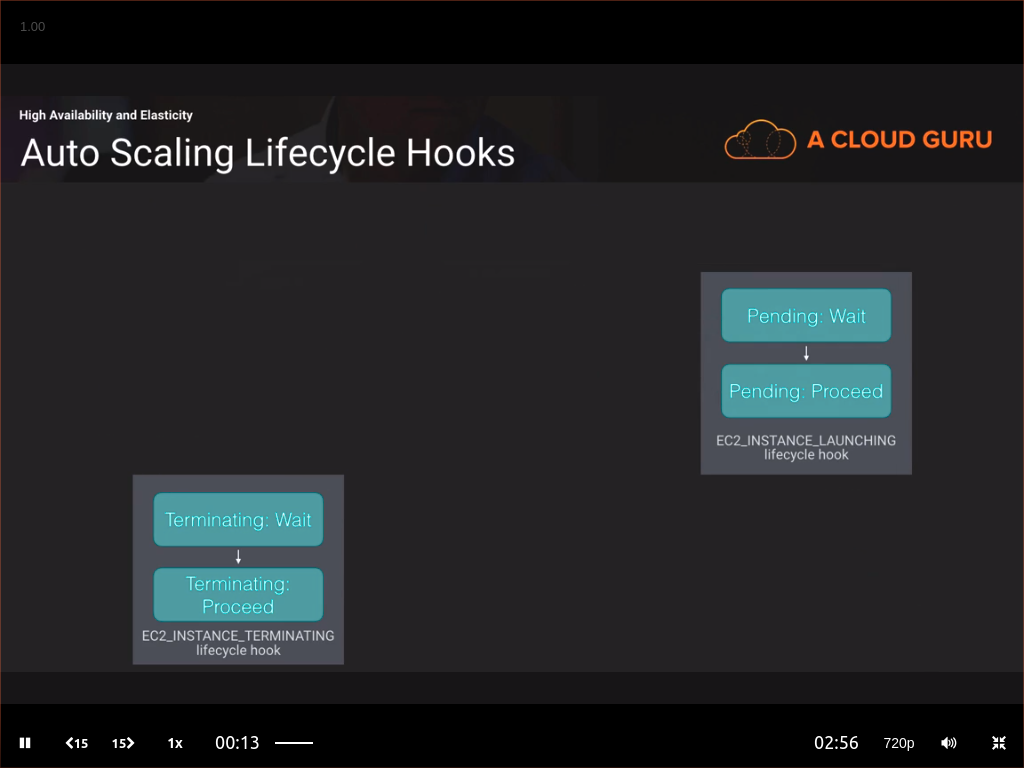 1.00
High Availability and Elasticity
Auto Scaling Lifecycle Hooks
A CLOUD GURU
Pending: Wait
Pending: Proceed
EC2_INSTANCE_LAUNCHING
lifecycle hook
Terminating: Wait
Terminating:
Proceed
EC2_INSTANCE_TERMINATING
lifecycle hook
15 15 1x 00:13 02:56 720p